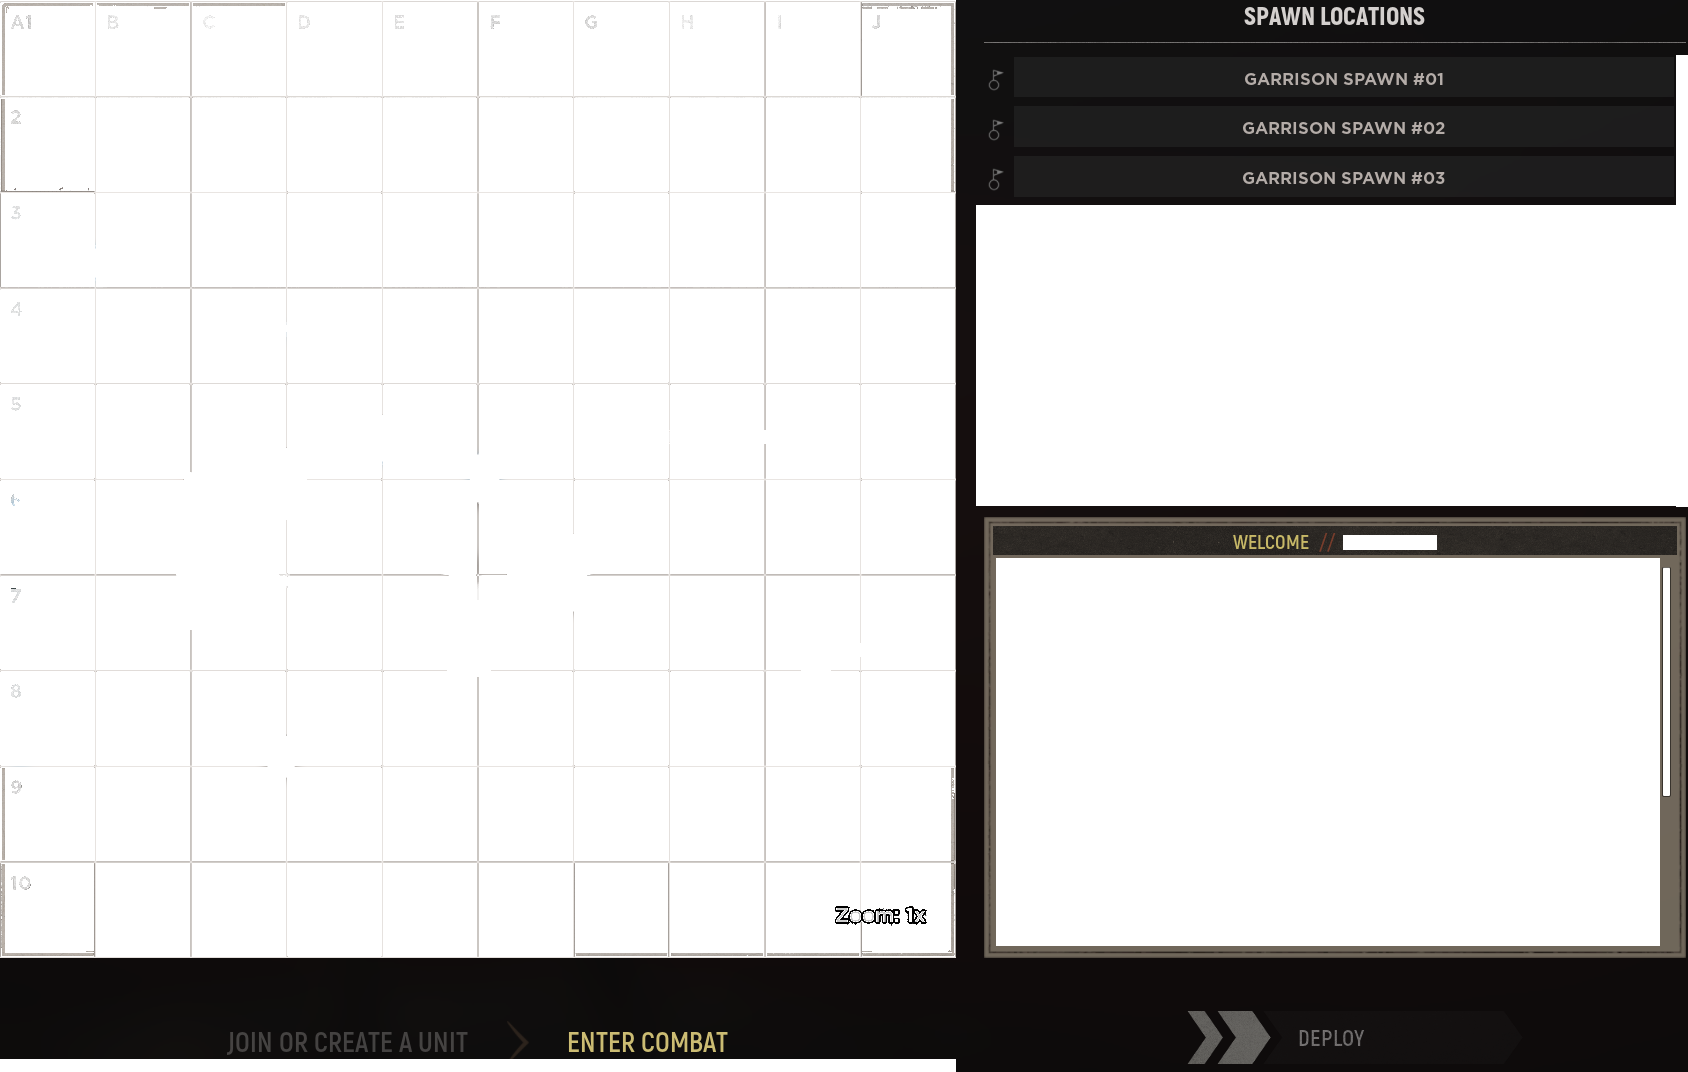 A1 B C D E F G H I J
2
3
4
5
7
8
9
10
Zoom: 1x
JOIN OR CREATE A UNIT
ENTER COMBAT
SPAWN LOCATIONS
GARRISON SPAWN #01
GARRISON SPAWN #02
GARRISON SPAWN #03
WELCOME //
DEPLOY